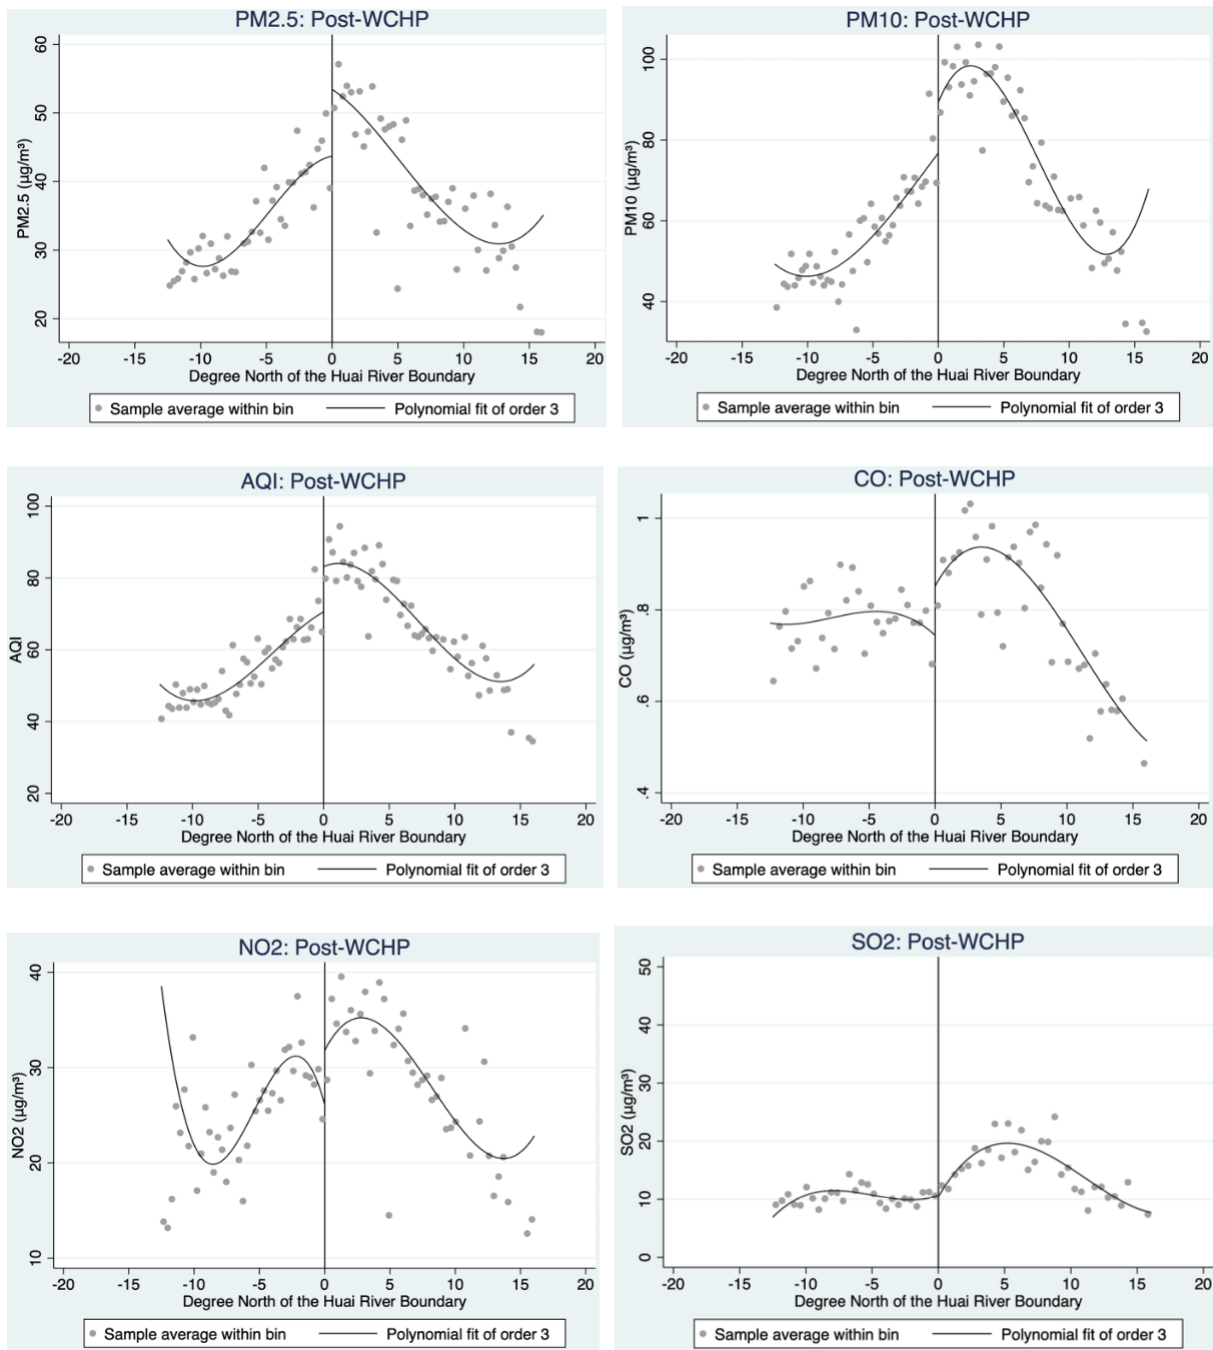 PM2.5: Post-WCHP
PM2.5 (µg/m³)
60
50
40
30
20
-20 -15 -10 -5 0 5 10 15 20
Degree North of the Huai River Boundary
Sample average within bin Polynomial fit of order 3
PM10: Post-WCHP
PM10 (µg/m³)
100
80
60
40
-20 -15 -10 -5 0 5 10 15 20
Degree North of the Huai River Boundary
Sample average within bin Polynomial fit of order 3
AQI: Post-WCHP
AQI
100
80
60
40
20
-20 -15 -10 -5 0 5 10 15 20
Degree North of the Huai River Boundary
Sample average within bin Polynomial fit of order 3
CO: Post-WCHP
CO (µg/m³)
1
.8
.6
.4
-20 -15 -10 -5 0 5 10 15 20
Degree North of the Huai River Boundary
Sample average within bin Polynomial fit of order 3
NO2: Post-WCHP
NO2 (µg/m³)
40
30
20
10
-20 -15 -10 -5 0 5 10 15 20
Degree North of the Huai River Boundary
Sample average within bin Polynomial fit of order 3
SO2: Post-WCHP
SO2 (µg/m³)
50
40
30
20
10
0
-20 -15 -10 -5 0 5 10 15 20
Degree North of the Huai River Boundary
Sample average within bin Polynomial fit of order 3